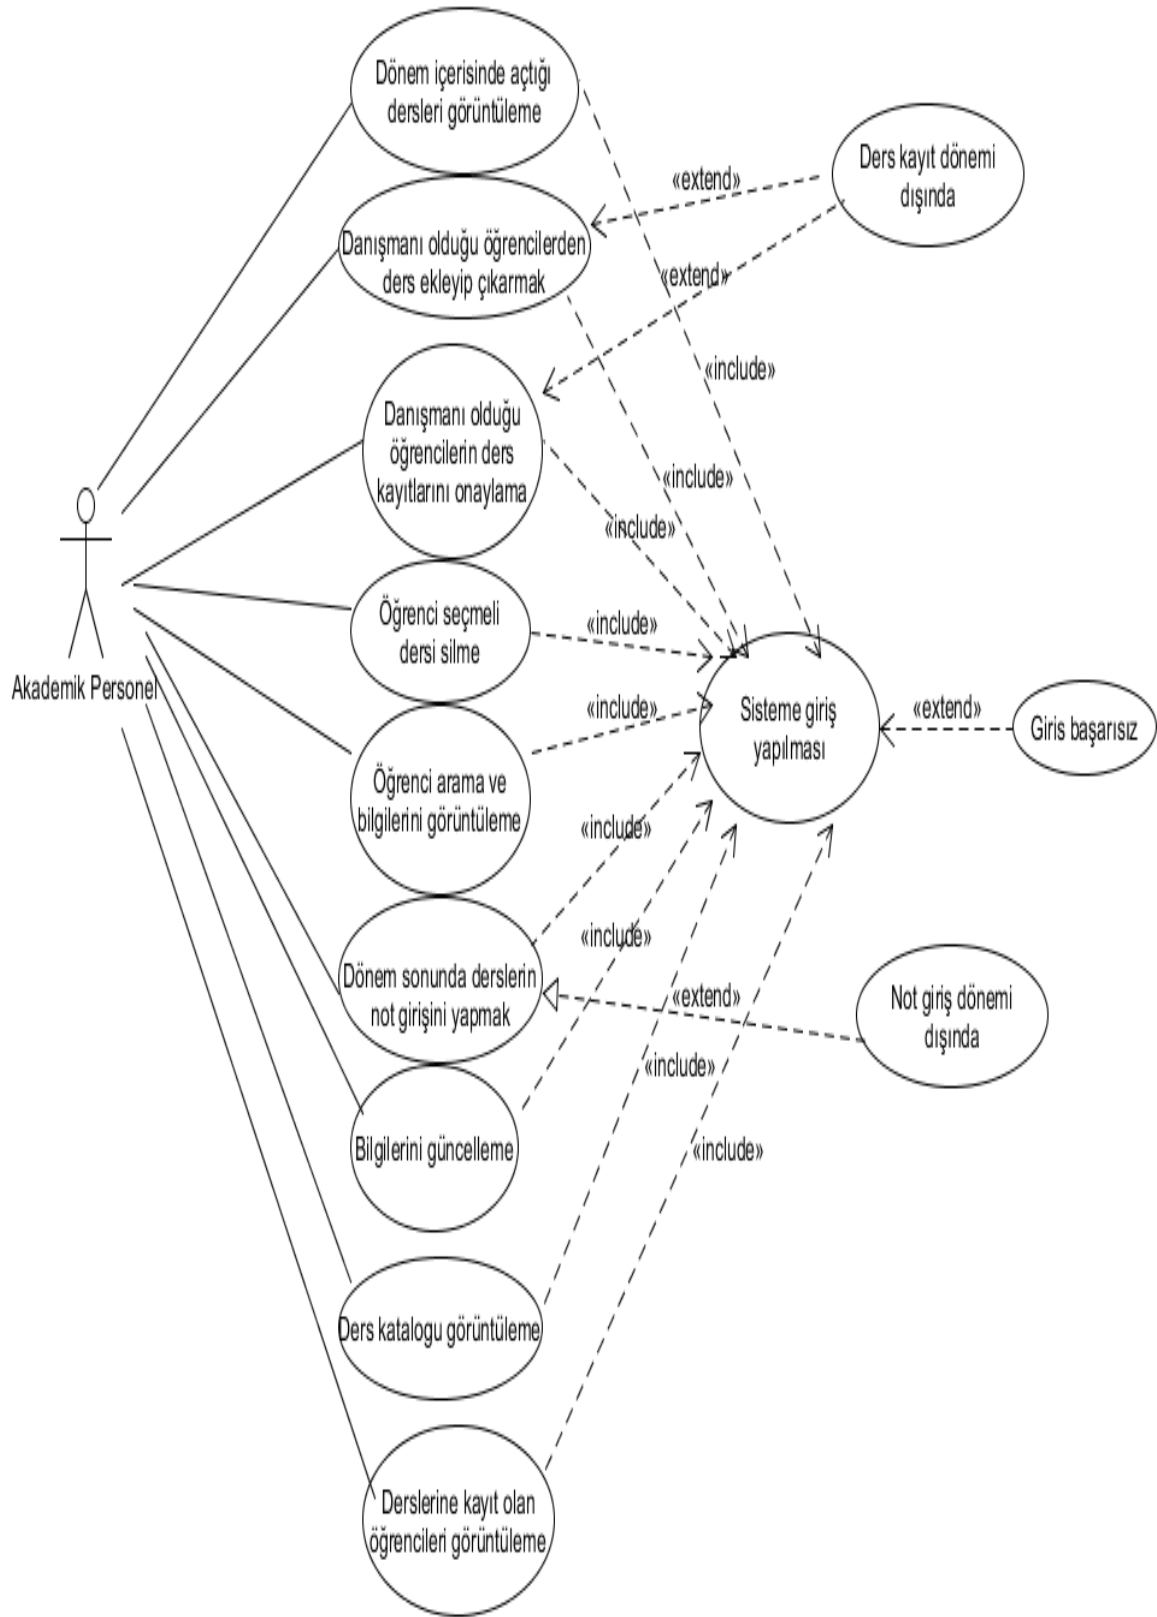 Dönem içerisinde açtığı
dersleri görüntüleme
Ders kayıt dönemi
dışında
«extend»
Danışmanı olduğu öğrencilerden
ders ekleyip çıkarmak
«extend»
«include»
Danışmanı olduğu
öğrencilerin ders
kayıtlarını onaylama
«include»
«include»
Akademik Personel
Öğrenci seçmeli
dersi silme
«include»
«include»
Sisteme giriş
yapılması
«extend»
Giris başarısız
Öğrenci arama ve
bilgilerini görüntüleme
«include»
«include»
Dönem sonunda derslerin
not girişini yapmak
«extend»
Not giriş dönemi
dışında
«include»
Bilgilerini güncelleme
«include»
Ders katalogu görüntüleme
Derslerine kayıt olan
öğrencileri görüntüleme